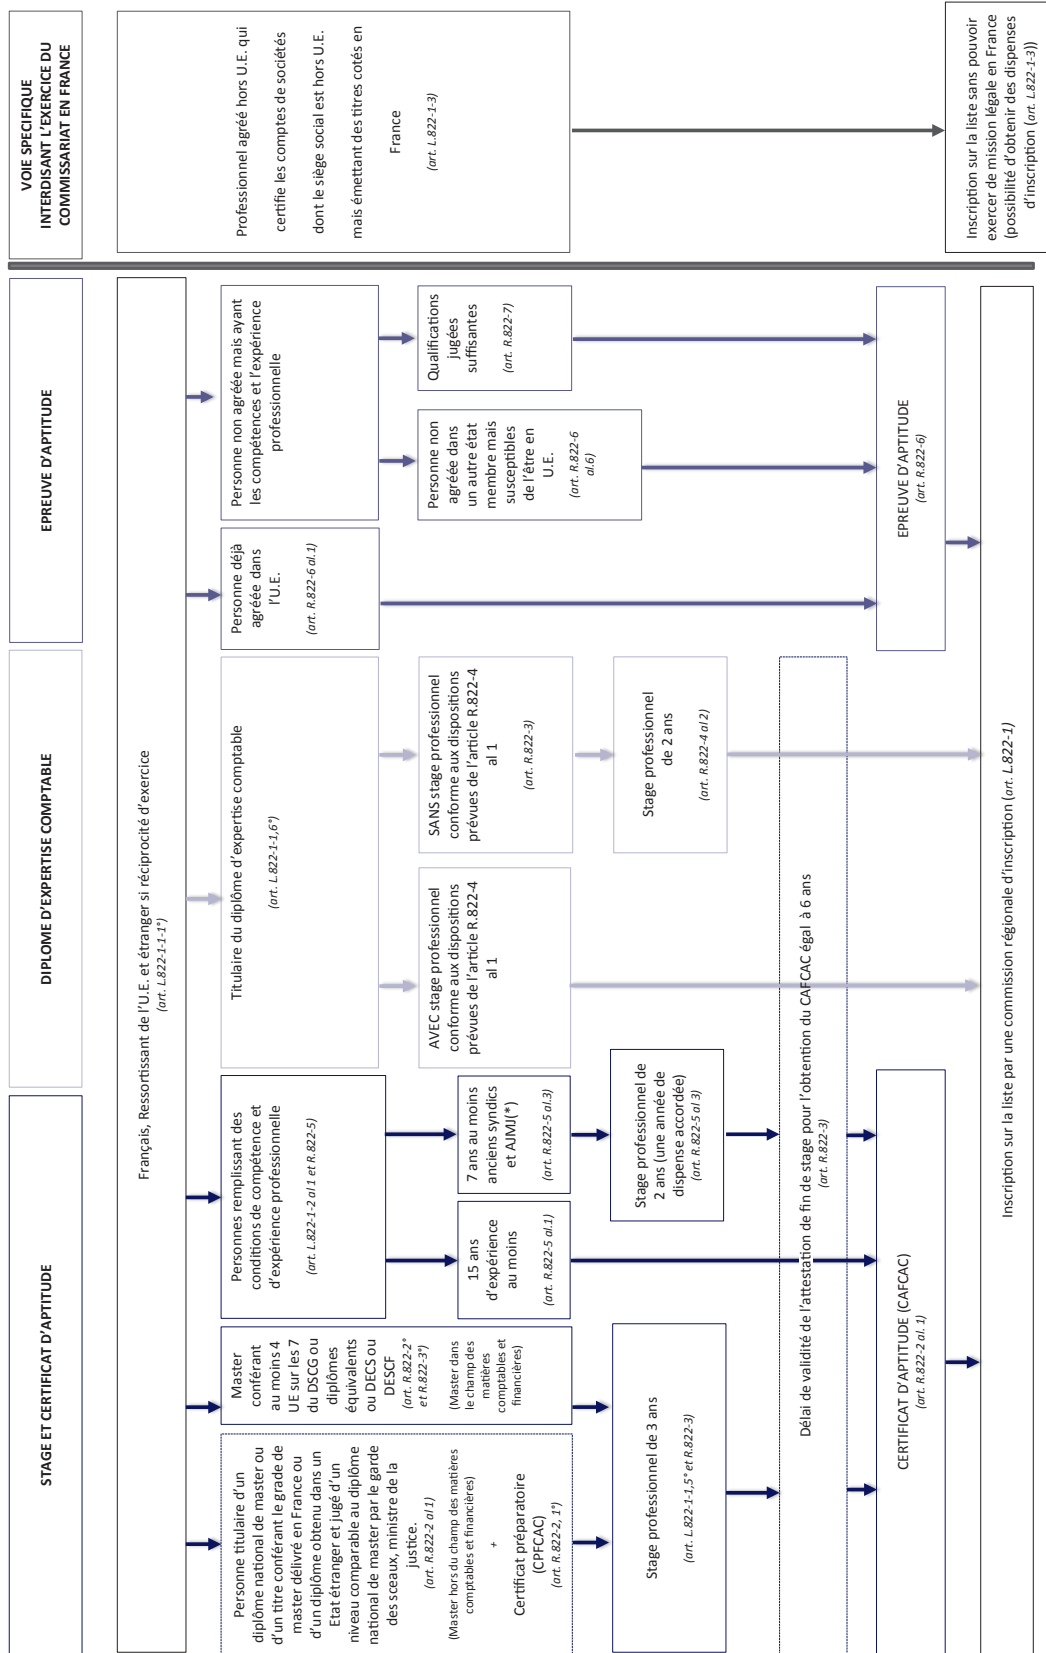 STAGE ET CERTIFICAT D'APTITUDE
DIPLOME D'EXPERTISE COMPTABLE
EPREUVE D'APTITUDE
VOIE SPECIFIQUE
INTERDISANT L'EXERCICE DU
COMMISSARIAT EN FRANCE
Français, Ressortissant de l'U.E. et étranger si réciprocité d'exercice
(art. L.822-1-1-1°)
Personne titulaire d'un
diplôme national de master ou
d'un titre conférant le grade de
master délivré en France ou
d'un diplôme obtenu dans un
Etat étranger et jugé d'un
niveau comparable au diplôme
national de master par le garde
des sceaux, ministre de la
justice.
(art. R.822-2 al 1)
(Master hors du champ des matières
comptables et financières)
+
Certificat préparatoire
(CPFCAC)
(art. R.822-2, 1°)
Master
conférant
au moins 4
UE sur les 7
du DSCG ou
diplômes
équivalents
ou DECS ou
DESCF
(art. R.822-2°
et R.822-3°)
(Master dans
le champ des
matières
comptables et
financières)
Stage professionnel de 3 ans
(art. L.822-1-1,5° et R.822-3)
Personnes remplissant des
conditions de compétence et
d'expérience professionnelle
(art. L.822-1-2 al 1 et R.822-5)
15 ans
d'expérience
au moins
(art. R.822-5 al.1)
7 ans au moins
anciens syndics
et AJMJ(*)
(art. R.822-5 al.3)
Stage professionnel de
2 ans (une année de
dispense accordée)
(art. R.822-5 al 3)
Titulaire du diplôme d'expertise comptable
(art. L.822-1-1,6°)
AVEC stage professionnel
conforme aux dispositions
prévues de l'article R.822-4
al 1
SANS stage professionnel
conforme aux dispositions
prévues de l'article R.822-4
al 1
(art. R.822-3)
Stage professionnel
de 2 ans
(art. R.822-4 al 2)
Délai de validité de l'attestation de fin de stage pour l'obtention du CAFCAC égal à 6 ans
(art. R.822-3)
CERTIFICAT D'APTITUDE (CAFCAC)
(art. R.822-2 al. 1)
Personne déjà
agréée dans
l'U.E.
(art. R.822-6 al.1)
Personne non agréée mais ayant
les compétences et l'expérience
professionnelle
Personne non
agréée dans
un autre état
membre mais
susceptibles
de l'être en
U.E.
(art. R.822-6
al.6)
Qualifications
jugées
suffisantes
(art. R.822-7)
EPREUVE D'APTITUDE
(art. R.822-6)
Inscription sur la liste par une commission régionale d'inscription (art. L.822-1)
Professionnel agréé hors U.E. qui
certifie les comptes de sociétés
dont le siège social est hors U.E.
mais émettant des titres cotés en
France
(art. L.822-1-3)
Inscription sur la liste sans pouvoir
exercer de mission légale en France
(possibilité d'obtenir des dispenses
d'inscription (art. L.822-1-3))